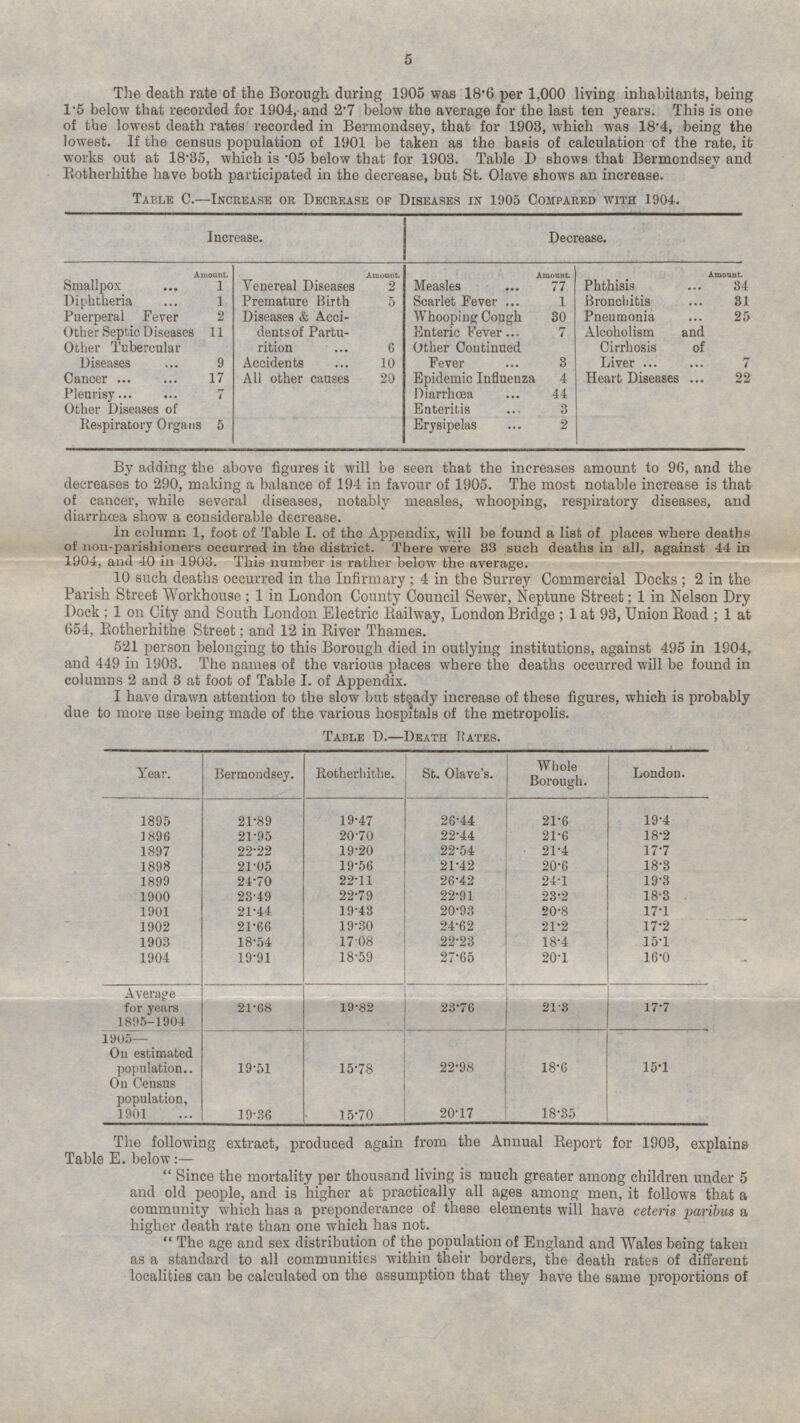 5
The death rate of the Borough during 1905 was 18·6 per 1,000 living inhabitants, being
1·5 below that recorded for 1904, and 2·7 below the average for the last ten years. This is one
of the lowest death rates recorded in Bermondsey, that for 1903, which was 18·4, being the
lowest. If the census population of 1901 be taken as the basis of calculation of the rate, it
works out at 18·35, which is ·05 below that for 1903. Table D shows that Bermondsey and
Rotherhithe have both participated in the decrease, but St. Olave shows an increase.
Table C.—Increase or Decrease of Diseases in 1905 Compared with 1904.
Increase. Decrease.
Amount. Amount. Amount. Amount.
Smallpox ... 1 Venereal Diseases 2 Measles ... 77 Phthisis ... 34
Diphtheria ... 1 Premature Birth 5 Scarlet Fever ... 1 Bronchitis ... 31
Puerperal Fever 2 Diseases & Acci- Whooping Cough 30 Pneumonia ... 25
Other Septic Diseases 11 dents of Partu- Enteric Fever ... 7 Alcoholism and
Other Tubercular rition ... 6 Other Continued Cirrhosis of
Diseases ... 9 Accidents ... 10 Fever ... 3 Liver ... ... 7
Cancer ... ... 17 All other causes 20 Epidemic Influenza 4 Heart Diseases ... 22
Pleurisy ... ... 7 Diarrhœa ... 44
Other Diseases of Enteritis ... 3
Respiratory Organs 5 Erysipelas ... 2
By adding the above figures it will be seen that the increases amount to 96, and the
decreases to 290, making a balance of 194 in favour of 1905. The most notable increase is that
of cancer, while several diseases, notably measles, whooping, respiratory diseases, and
diarrhœa show a considerable decrease.
In column 1, foot of Table I. of the Appendix, will be found a list of places where deaths
of non-parishioners occurred in the district. There were 33 such deaths in all, against 44 in
1904, and 40 in 1903. This number is rather below the average.
10 such deaths occurred in the Infirmary ; 4 in the Surrey Commercial Docks ; 2 in the
Parish Street Workhouse ; 1 in London County Council Sewer, Neptune Street ; 1 in Nelson Dry
Dock ; 1 on City and South London Electric Railway, London Bridge ; 1 at 93, Union Road ; 1 at
654, Rotherhithe Street ; and 12 in River Thames.
521 person belonging to this Borough died in outlying institutions, against 495 in 1904,
and 449 in 1903. The names of the various places where the deaths occurred will be found in
columns 2 and 3 at foot of Table I. of Appendix.
I have drawn attention to the slow but steady increase of these figures, which is probably
due to more use being made of the various hospitals of the metropolis.
Table D.—Death Rates.
Year. Bermondsey. Rotherhithe. St. Olave's. Whole Borough. London.
1895 21·89 19·47 26·44 21·6 19·4
1896 21·95 20·70 22·44 21·6 18·2
1897 22·22 19·20 22·54 21·4 17·7
1898 21·05 19·56 21·42 20·6 18·3
1899 24·70 22·11 26·42 24·1 19·3
1900 23·49 22·79 22·91 23·2 18·3
1901 21·44 19·43 20·93 20·8 17·1
1902 21·66 19·30 24·62 21·2 17·2
1903 18·54 17·08 22·23 18·4 15·1
1904 19·91 18·59 27·65 20·1 16·0
Average
for years 21·68 19·82 23·76 21·3 17·7
1895–1904
1905—
On estimated
population.. 19·51 15·78 22·98 18·6 15·1
On Census
population,
1901 ... 19·36 15·70 20·17 18·35
The following extract, produced again from the Annual Report for 1903, explains
Table E. below :—
" Since the mortality per thousand living is much greater among children under 5
and old people, and is higher at practically all ages among men, it follows that a
community which has a preponderance of these elements will have ceteris paribus a
higher death rate than one which has not.
" The age and sex distribution of the population of England and Wales being taken
as a standard to all communities within their borders, the death rates of different
localities can be calculated on the assumption that they have the same proportions of